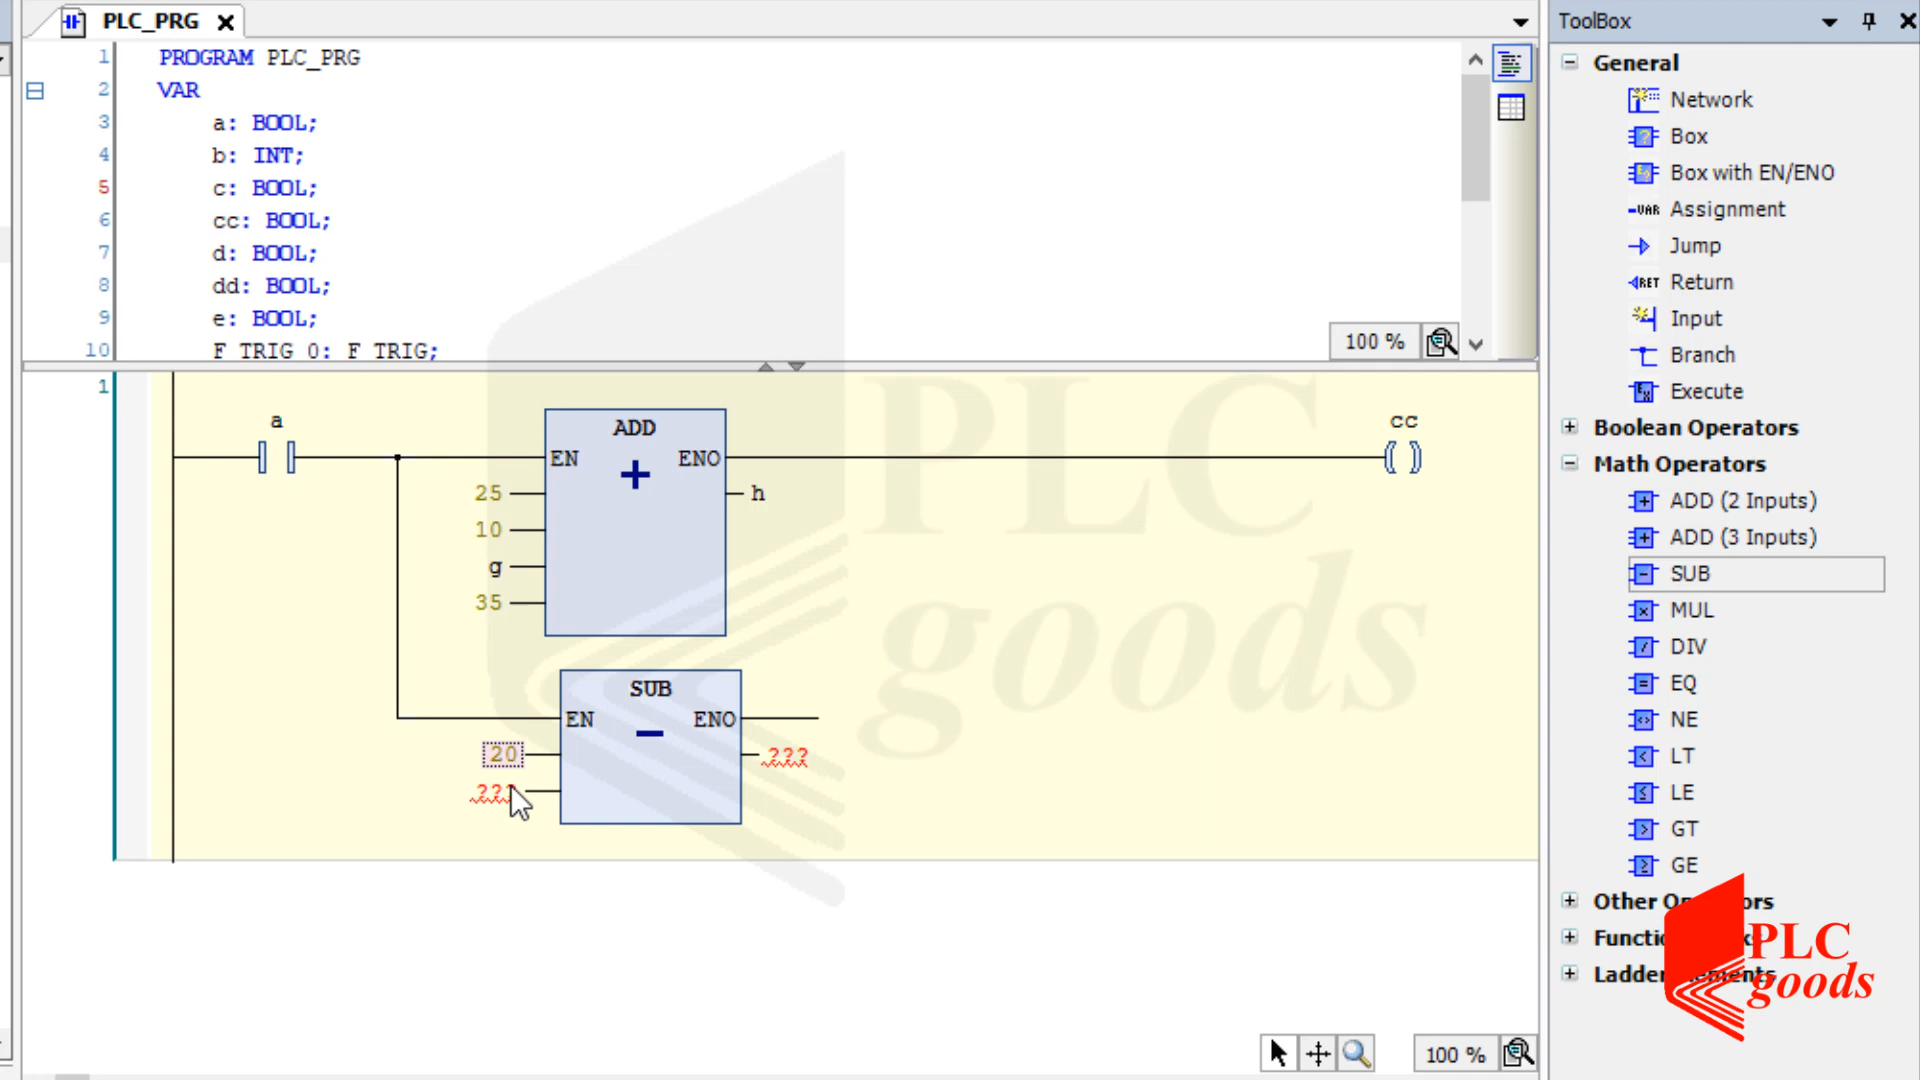 PLC_PRG
ToolBox
1 PROGRAM PLC_PRG
2 VAR
3 a: BOOL;
4 b: INT;
5 c: BOOL;
6 cc: BOOL;
7 d: BOOL;
8 dd: BOOL;
9 e: BOOL;
10 F_TRIG_0: F_TRIG;
100 %
1
a
ADD
cc
EN
ENO
25
h
10
g
35
SUB
EN
ENO
20
???
???
PLC
goods
General
Network
Box
Box with EN/ENO
Assignment
Jump
Return
Input
Branch
Execute
Boolean Operators
Math Operators
ADD (2 Inputs)
ADD (3 Inputs)
SUB
MUL
DIV
EQ
NE
LT
LE
GT
GE
PLC
goods
100 %